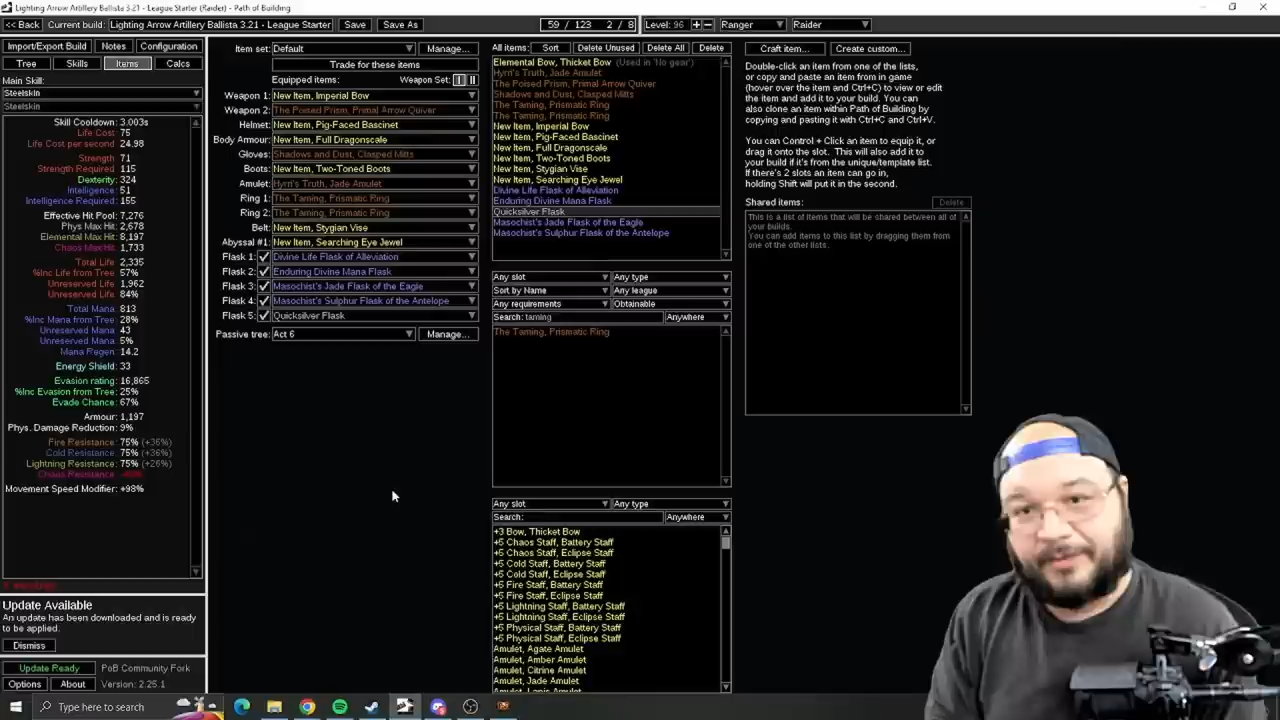 Lighting Arrow Artillery Ballista 3.21 - League Starter (Raider) - Path of Building
<< Back
Current build:
Lighting Arrow Artillery Ballista 3.21 - League Starter
Save
Save As
59 / 123 2 / 8
Level: 96
+
Ranger
Raider
Import/Export Build
Notes
Configuration
Tree
Skills
Items
Calcs
Main Skill:
Steelskin
Steelskin
Skill Cooldown: 3.003s
Life Cost: 75
Life Cost per second: 24.98
Strength: 71
Strength Required: 115
Dexterity: 324
Intelligence: 51
Intelligence Required: 155
Effective Hit Pool: 7,276
Phys Max Hit: 2,678
Elemental Max Hit: 8,197
Chaos Max Hit: 1,733
Total Life: 2,335
%Inc Life from Tree: 57%
Unreserved Life: 1,962
Unreserved Life: 84%
Total Mana: 813
%Inc Mana from Tree: 28%
Unreserved Mana: 43
Unreserved Mana: 5%
Mana Regen: 14.2
Energy Shield: 33
Evasion rating: 16,865
%Inc Evasion from Tree: 25%
Evade Chance: 67%
Armour: 1,197
Phys. Damage Reduction: 9%
Fire Resistance: 75% (+36%)
Cold Resistance: 75% (+36%)
Lightning Resistance: 75% (+26%)
Chaos Resistance:
Movement Speed Modifier: +98%
Update Available
An update has been downloaded and is ready
to be applied.
Dismiss
Update Ready
PoB Community Fork
Options
About
Version: 2.25.1
Item set: Default
Manage...
Trade for these items
Equipped items:
Weapon Set: I II
Weapon 1: New Item, Imperial Bow
Weapon 2: The Poised Prism, Primal Arrow Quiver
Helmet: New Item, Pig-Faced Bascinet
Body Armour: New Item, Full Dragonscale
Gloves: Shadows and Dust, Clasped Mitts
Boots: New Item, Two-Toned Boots
Amulet: Hyrri's Truth, Jade Amulet
Ring 1: The Taming, Prismatic Ring
Ring 2: The Taming, Prismatic Ring
Belt: New Item, Stygian Vise
Abyssal #1: New Item, Searching Eye Jewel
Flask 1: Divine Life Flask of Alleviation
Flask 2: Enduring Divine Mana Flask
Flask 3: Masochist's Jade Flask of the Eagle
Flask 4: Masochist's Sulphur Flask of the Antelope
Flask 5: Quicksilver Flask
Passive tree: Act 6
Manage...
All items:
Sort
Delete Unused
Delete All
Delete
Elemental Bow, Thicket Bow (Used in 'No gear')
Hyrri's Truth, Jade Amulet
The Poised Prism, Primal Arrow Quiver
Shadows and Dust, Clasped Mitts
The Taming, Prismatic Ring
The Taming, Prismatic Ring
New Item, Imperial Bow
New Item, Pig-Faced Bascinet
New Item, Full Dragonscale
New Item, Two-Toned Boots
New Item, Stygian Vise
New Item, Searching Eye Jewel
Divine Life Flask of Alleviation
Enduring Divine Mana Flask
Quicksilver Flask
Masochist's Jade Flask of the Eagle
Masochist's Sulphur Flask of the Antelope
Any slot
Any type
Sort by Name
Any league
Any requirements
Obtainable
Search: taming
Anywhere
The Taming, Prismatic Ring
Any slot
Any type
Search:
Anywhere
+3 Bow, Thicket Bow
+5 Chaos Staff, Battery Staff
+5 Chaos Staff, Eclipse Staff
+5 Cold Staff, Battery Staff
+5 Cold Staff, Eclipse Staff
+5 Fire Staff, Battery Staff
+5 Fire Staff, Eclipse Staff
+5 Lightning Staff, Battery Staff
+5 Lightning Staff, Eclipse Staff
+5 Physical Staff, Battery Staff
+5 Physical Staff, Eclipse Staff
Amulet, Agate Amulet
Amulet, Amber Amulet
Amulet, Citrine Amulet
Amulet, Jade Amulet
Amulet, Lapis Amulet
Craft item...
Create custom...
Double-click an item from one of the lists,
or copy and paste an item from in game
(hover over the item and Ctrl+C) to view or edit
the item and add it to your build. You can
also clone an item within Path of Building by
copying and pasting it with Ctrl+C and Ctrl+V.
You can Control + Click an item to equip it, or
drag it onto the slot. This will also add it to
your build if it's from the unique/template list.
If there's 2 slots an item can go in,
holding Shift will put it in the second.
Shared items:
Delete
This is a list of items that will be shared between all of
your builds.
You can add items to this list by dragging them from
one of the other lists.
Type here to search